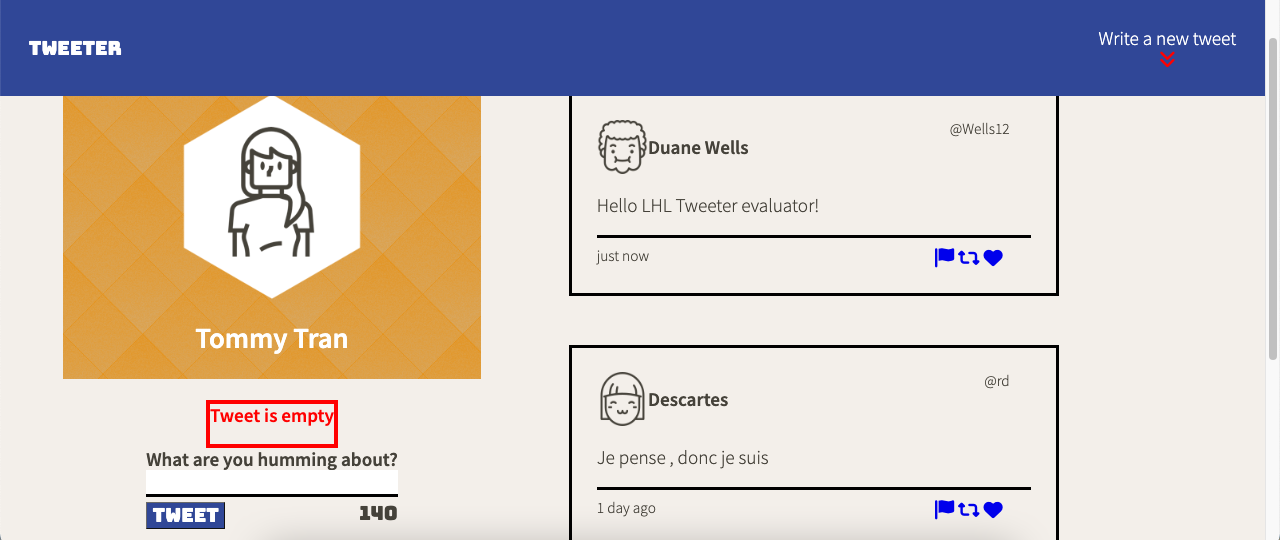 TWEETER
Write a new tweet
Tommy Tran
Tweet is empty
What are you humming about?
TWEET
140
Duane Wells
@Wells12
Hello LHL Tweeter evaluator!
just now
Descartes
@rd
Je pense , donc je suis
1 day ago